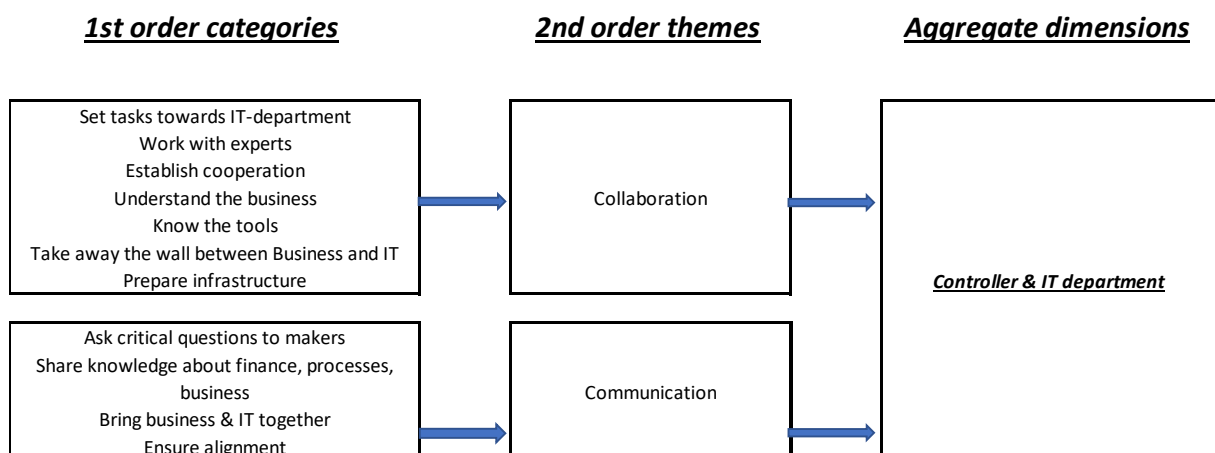 1st order categories
2nd order themes
Aggregate dimensions
Set tasks towards IT-department
Work with experts
Establish cooperation
Understand the business
Know the tools
Take away the wall between Business and IT
Prepare infrastructure
Collaboration
Controller & IT department
Ask critical questions to makers
Share knowledge about finance, processes,
business
Bring business & IT together
Ensure alignment
Communication